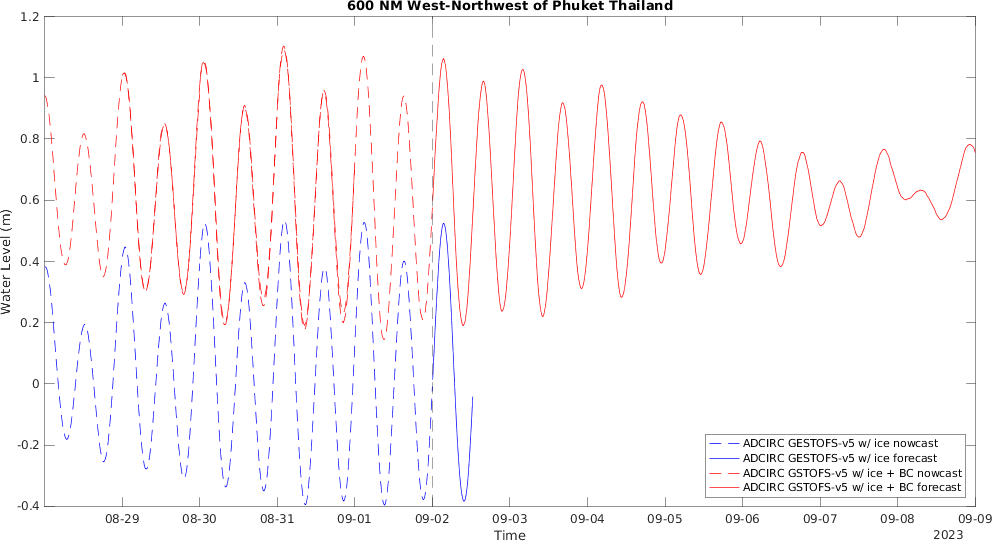 600 NM West-Northwest of Phuket Thailand
1.2
1
0.8
0.6
0.4
0.2
0
-0.2
-0.4
Water Level (m)
ADCIRC GESTOFS-v5 w/ ice nowcast
ADCIRC GESTOFS-v5 w/ ice forecast
ADCIRC GSTOFS-v5 w/ ice + BC nowcast
ADCIRC GSTOFS-v5 w/ ice + BC forecast
08-29 08-30 08-31 09-01 09-02 09-03 09-04 09-05 09-06 09-07 09-08 09-09
Time
2023